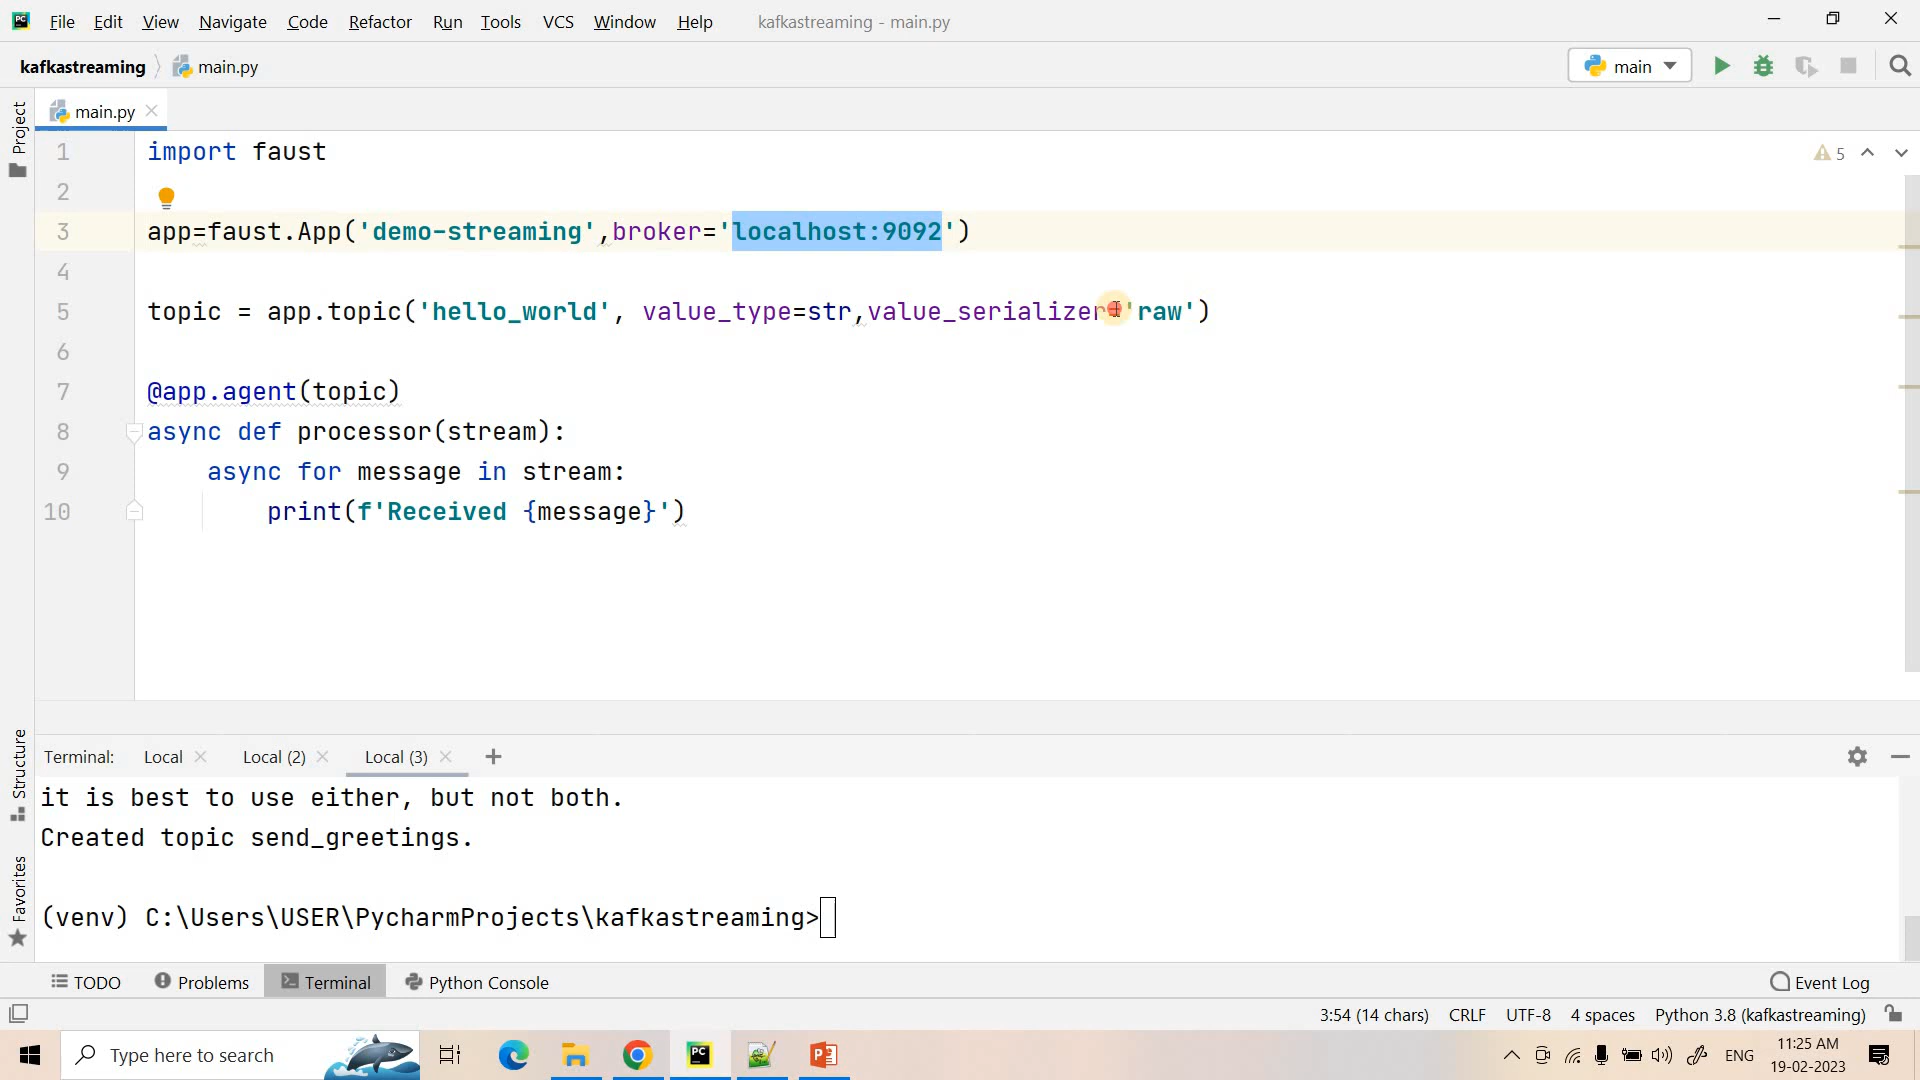 File Edit View Navigate Code Refactor Run Tools VCS Window Help kafkastreaming - main.py
kafkastreaming main.py main
Project
main.py
1 import faust
5
2
3 app=faust.App('demo-streaming',broker='localhost:9092')
4
5 topic = app.topic('hello_world', value_type=str,value_serializer='raw')
6
7 @app.agent(topic)
8 async def processor(stream):
9 async for message in stream:
10 print(f'Received {message}')
Structure
Favorites
Terminal: Local Local (2) Local (3)
it is best to use either, but not both.
Created topic send_greetings.
(venv) C:\Users\USER\PycharmProjects\kafkastreaming>
TODO Problems Terminal Python Console Event Log
3:54 (14 chars) CRLF UTF-8 4 spaces Python 3.8 (kafkastreaming)
Type here to search
ENG
11:25 AM
19-02-2023